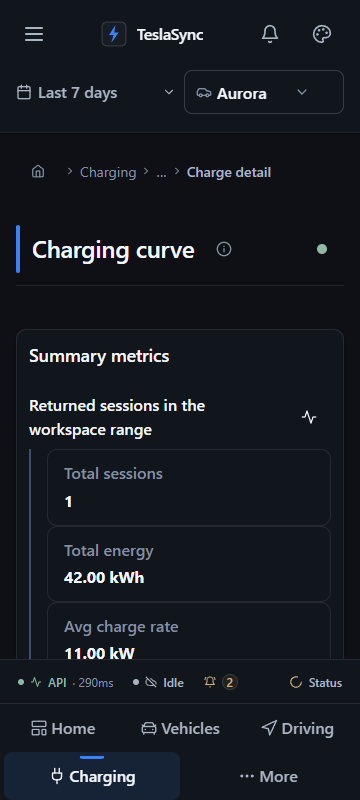 TeslaSync
Last 7 days
Aurora
Charging
...
Charge detail
Charging curve
Summary metrics
Returned sessions in the
workspace range
Total sessions
1
Total energy
42.00 kWh
Avg charge rate
11.00 kW
API · 290ms
Idle
2
Status
Home
Vehicles
Driving
Charging
More